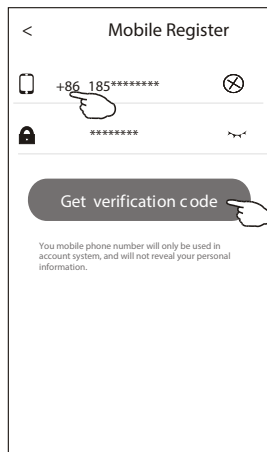 < Mobile Register
+86 185********
********
Get verification code
You mobile phone number will only be used in
account system, and will not reveal your personal
information.